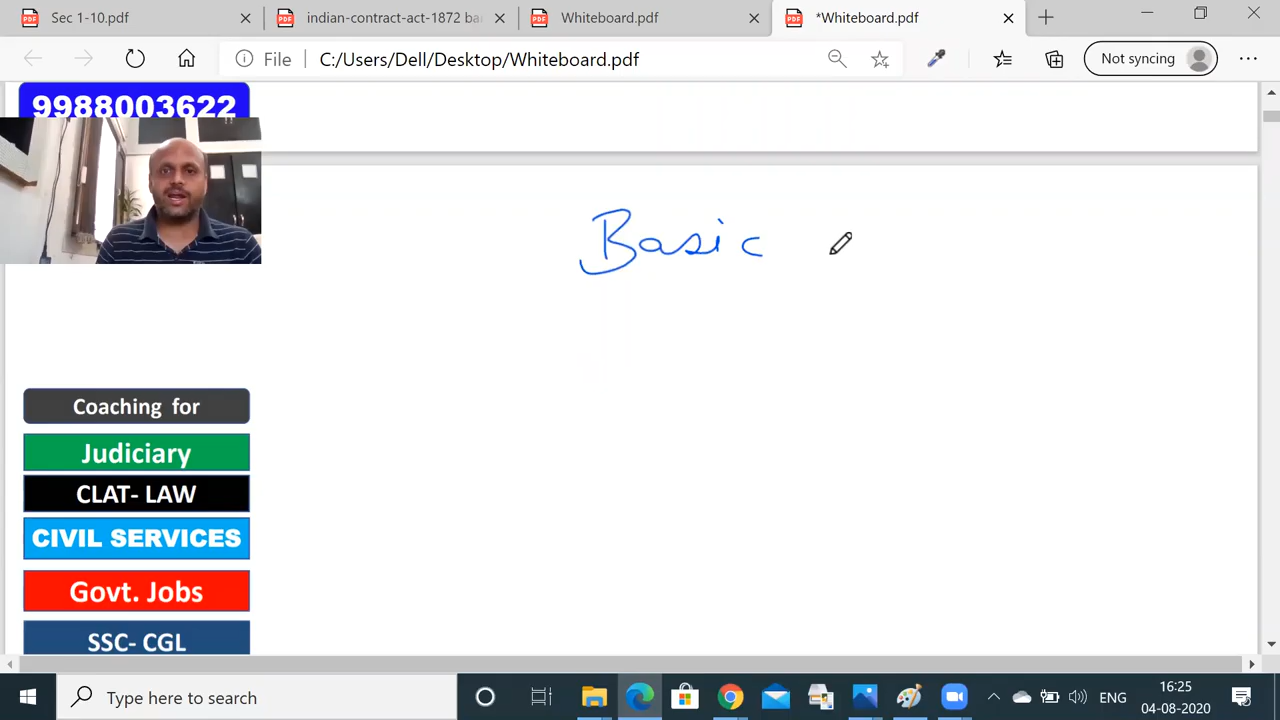 Sec 1-10.pdf
indian-contract-act-1872 ba
Whiteboard.pdf
*Whiteboard.pdf
File
C:/Users/Dell/Desktop/Whiteboard.pdf
Not syncing
9988003622
Basic
Coaching for
Judiciary
CLAT- LAW
CIVIL SERVICES
Govt. Jobs
SSC- CGL
Type here to search
ENG
16:25
04-08-2020